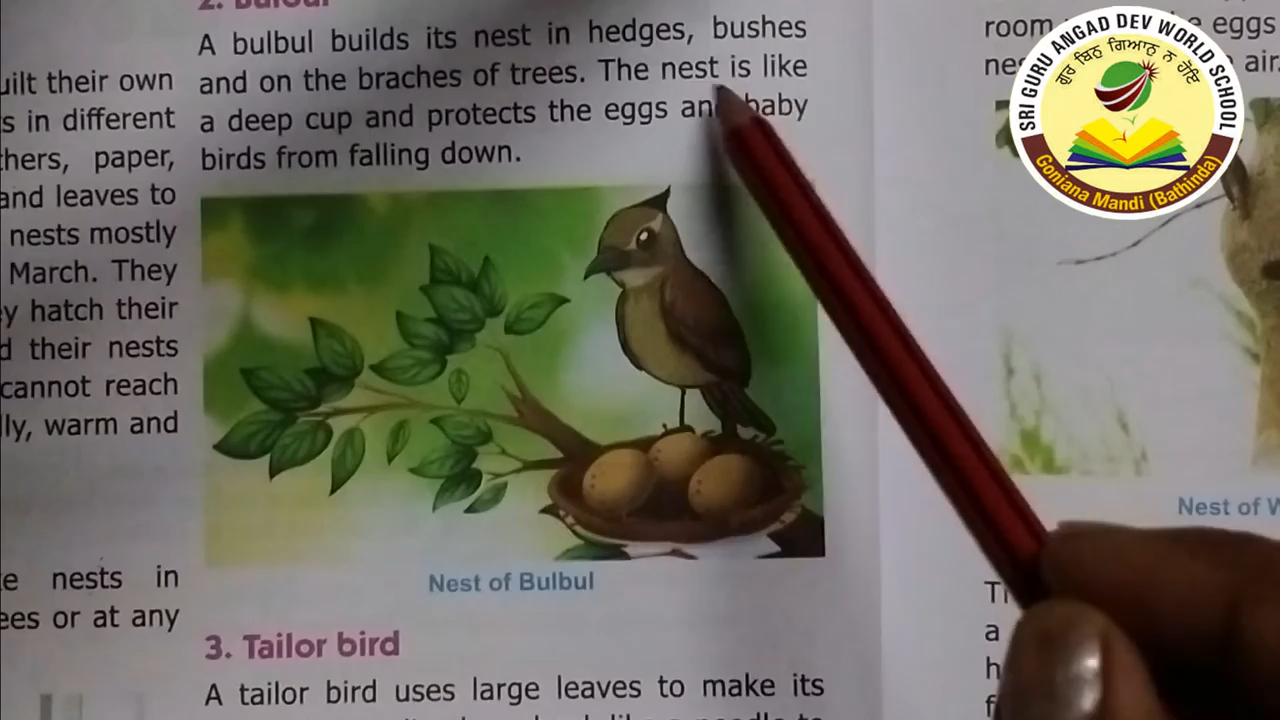 uilt their own
s in different
thers, paper,
and leaves to
nests mostly
March. They
y hatch their
d their nests
cannot reach
lly, warm and
e nests in
ees or at any
2. Bulbul
A bulbul builds its nest in hedges, bushes
and on the braches of trees. The nest is like
a deep cup and protects the eggs and baby
birds from falling down.
Nest of Bulbul
3. Tailor bird
A tailor bird uses large leaves to make its
room eggs
air.
Nest of W
a
h
f
SRI GURU ANGAD DEV WORLD SCHOOL
ਗੁਰ ਬਿਨੁ ਗਿਆਨੁ ਨ ਹੋਇ
Goniana Mandi (Bathinda)